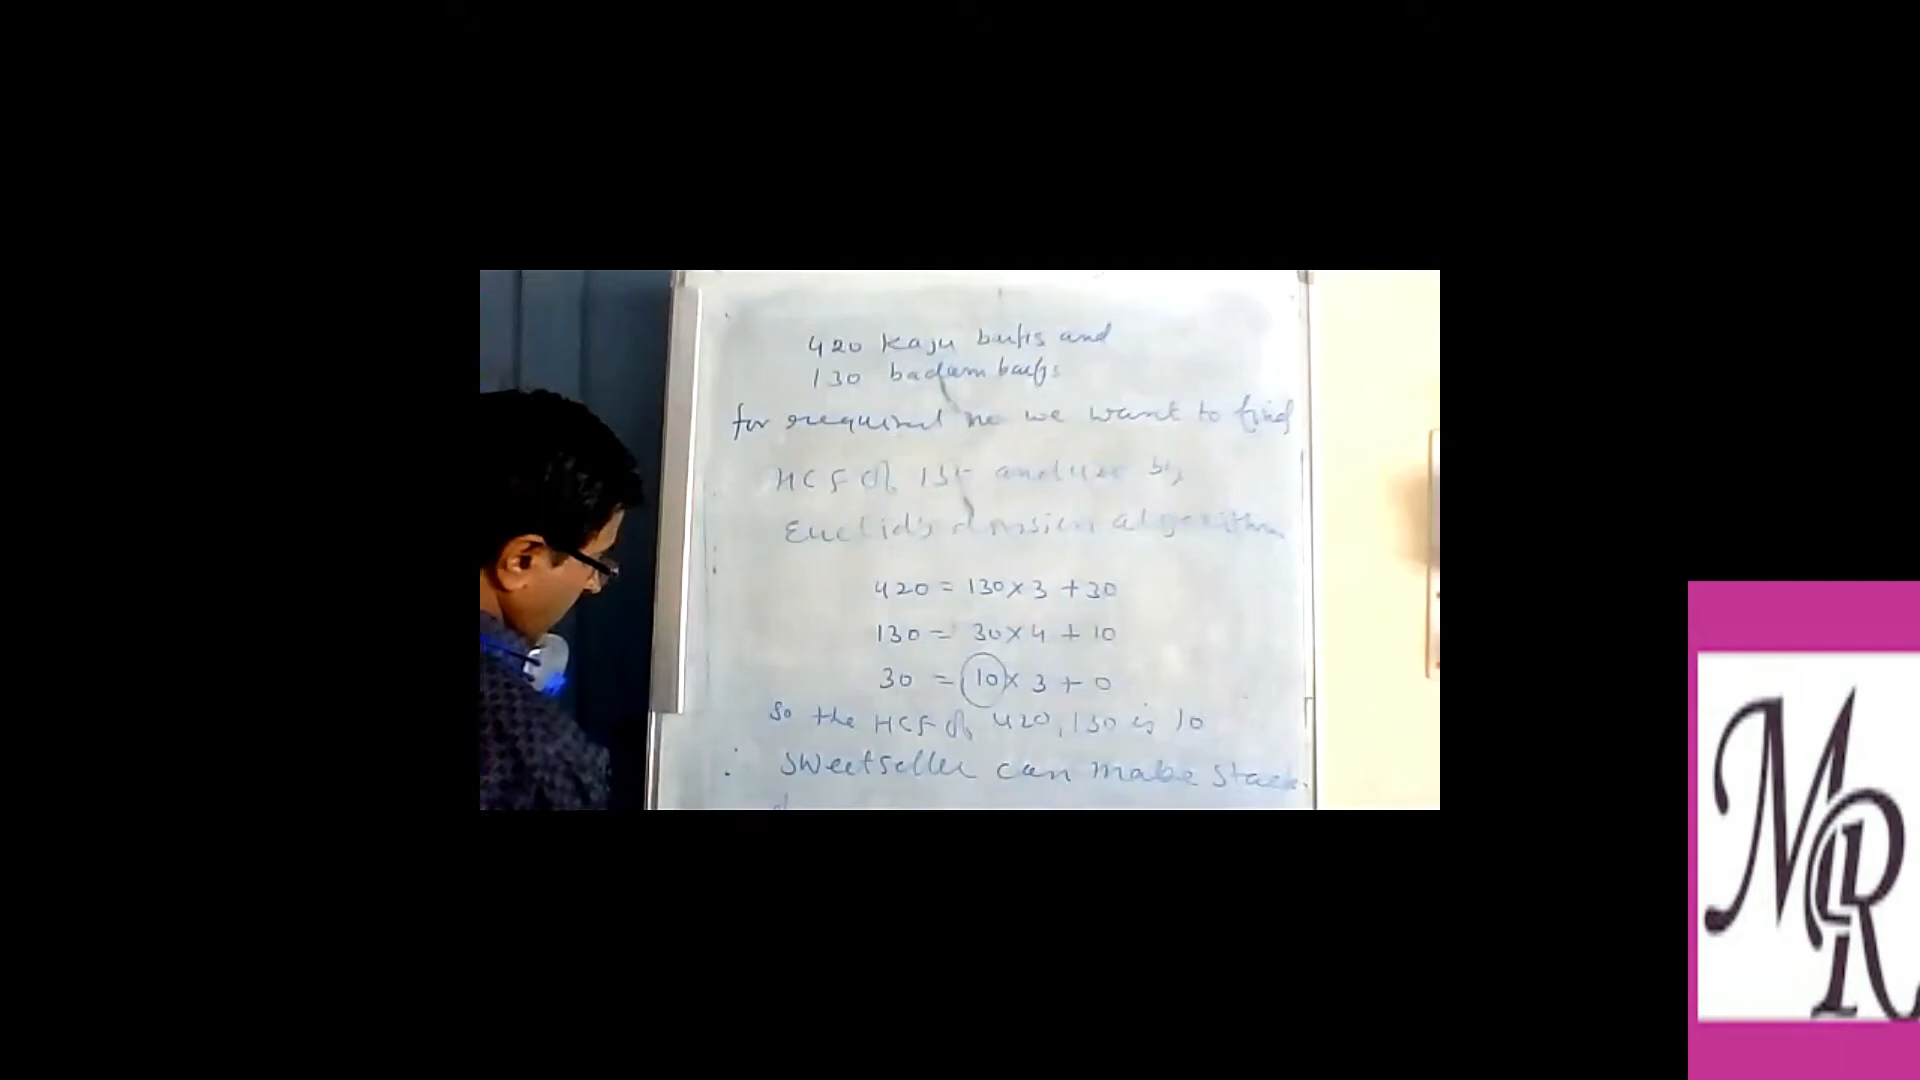 420 Kaju burfis and
130 badam barfis
for required no we want to find
HCF of 130 and 420 by
Euclid's division algorithm
420 = 130 x 3 + 30
130 = 30 x 4 + 10
30 = 10 x 3 + 0
So the HCF of 420, 130 is 10
∴ Sweetseller can make stack
MR